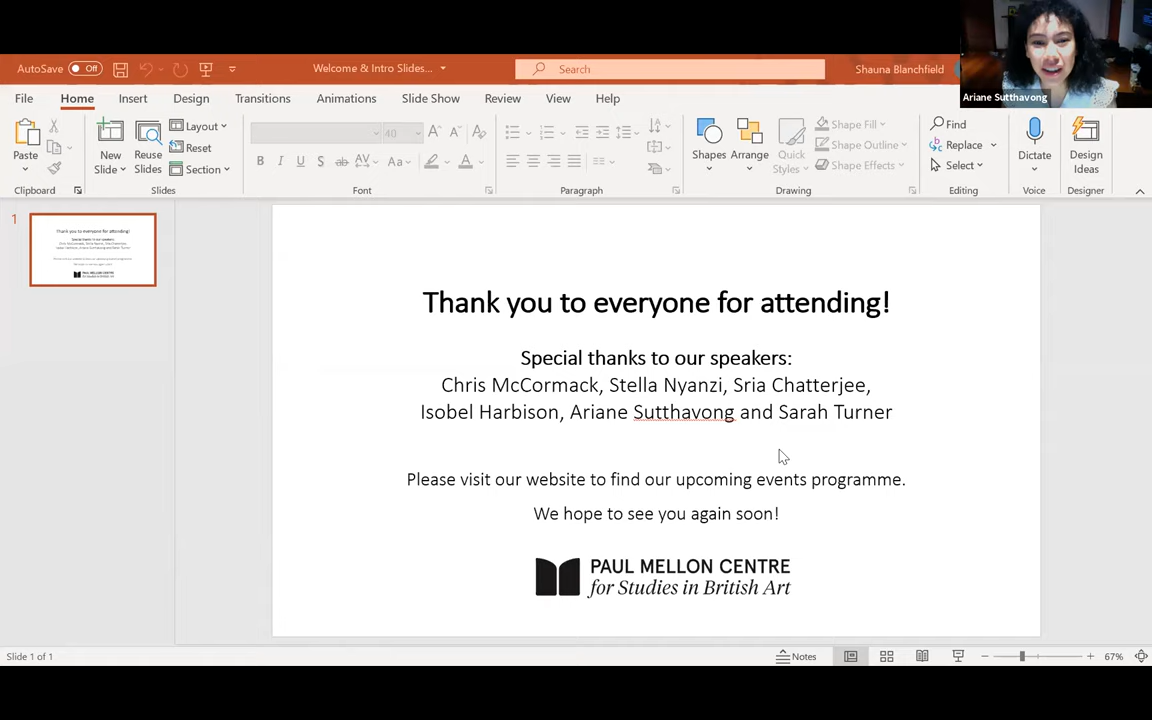 AutoSave Off
Welcome & Intro Slides...
Search
Shauna Blanchfield
Ariane Sutthavong
File Home Insert Design Transitions Animations Slide Show Review View Help
Paste
Clipboard
New Slide
Reuse Slides
Layout
Reset
Section
Slides
40
B I U S ab AV Aa A
Font
Paragraph
Shapes
Arrange
Quick Styles
Shape Fill
Shape Outline
Shape Effects
Drawing
Find
Replace
Select
Editing
Dictate
Voice
Design Ideas
Designer
1
Thank you to everyone for attending!
Special thanks to our speakers:
Chris McCormack, Stella Nyanzi, Sria Chatterjee,
Isobel Harbison, Ariane Sutthavong and Sarah Turner
Please visit our website to find our upcoming events programme.
We hope to see you again soon!
PAUL MELLON CENTRE
for Studies in British Art
Slide 1 of 1
Notes
67%